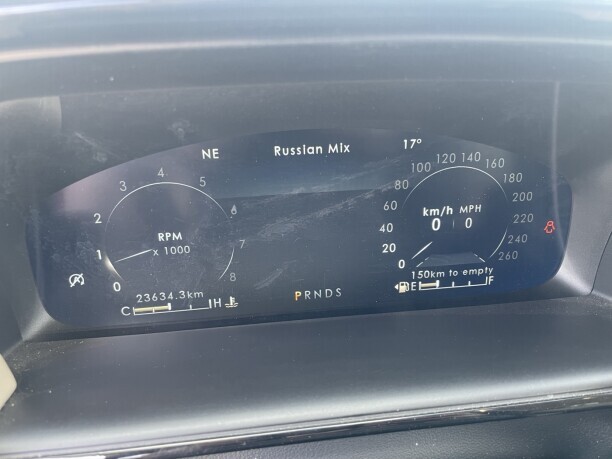 NE
Russian Mix
17°
RPM
x 1000
0
1
2
3
4
5
6
7
8
km/h MPH
0 0
0
20
40
60
80
100
120
140
160
180
200
220
240
260
23634.3km
C H
PRNDS
150km to empty
E F